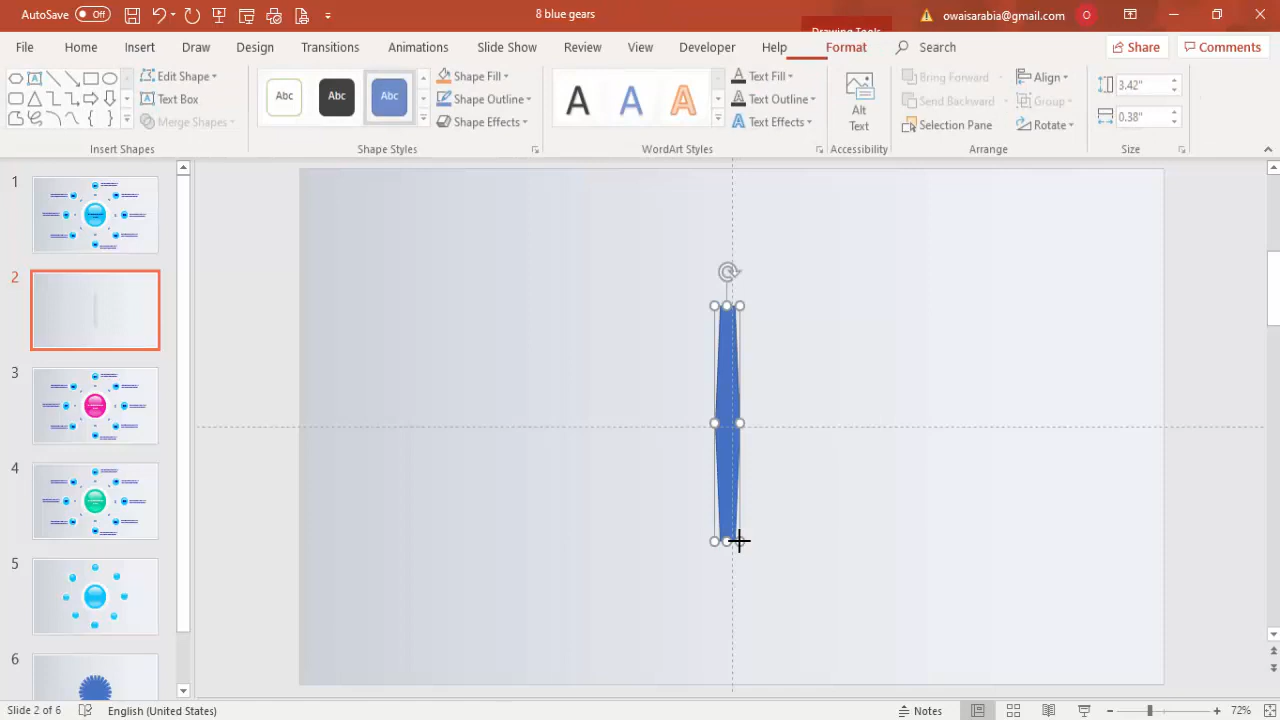 AutoSave Off
8 blue gears
owaisarabia@gmail.com O
Drawing Tools
File Home Insert Draw Design Transitions Animations Slide Show Review View Developer Help Format Search Share Comments
Edit Shape
Text Box
Merge Shapes
Insert Shapes
Abc Abc Abc
Shape Fill
Shape Outline
Shape Effects
Shape Styles
A A A
Text Fill
Text Outline
Text Effects
WordArt Styles
Alt
Text
Accessibility
Bring Forward
Send Backward
Selection Pane
Align
Group
Rotate
Arrange
3.42"
0.38"
Size
1
2
3
4
5
6
Slide 2 of 6
English (United States)
Notes
72%